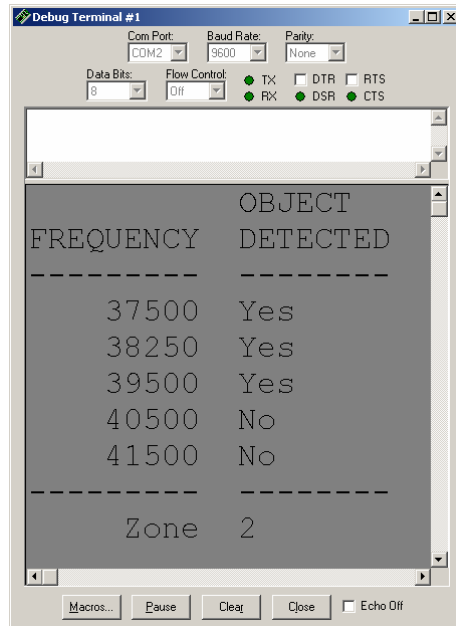 Debug Terminal #1
Com Port: Baud Rate: Parity:
COM2 9600 None
Data Bits: Flow Control: TX DTR RTS
8 Off RX DSR CTS
OBJECT
FREQUENCY DETECTED
--------- --------
37500 Yes
38250 Yes
39500 Yes
40500 No
41500 No
--------- --------
Zone 2
Macros... Pause Clear Close Echo Off